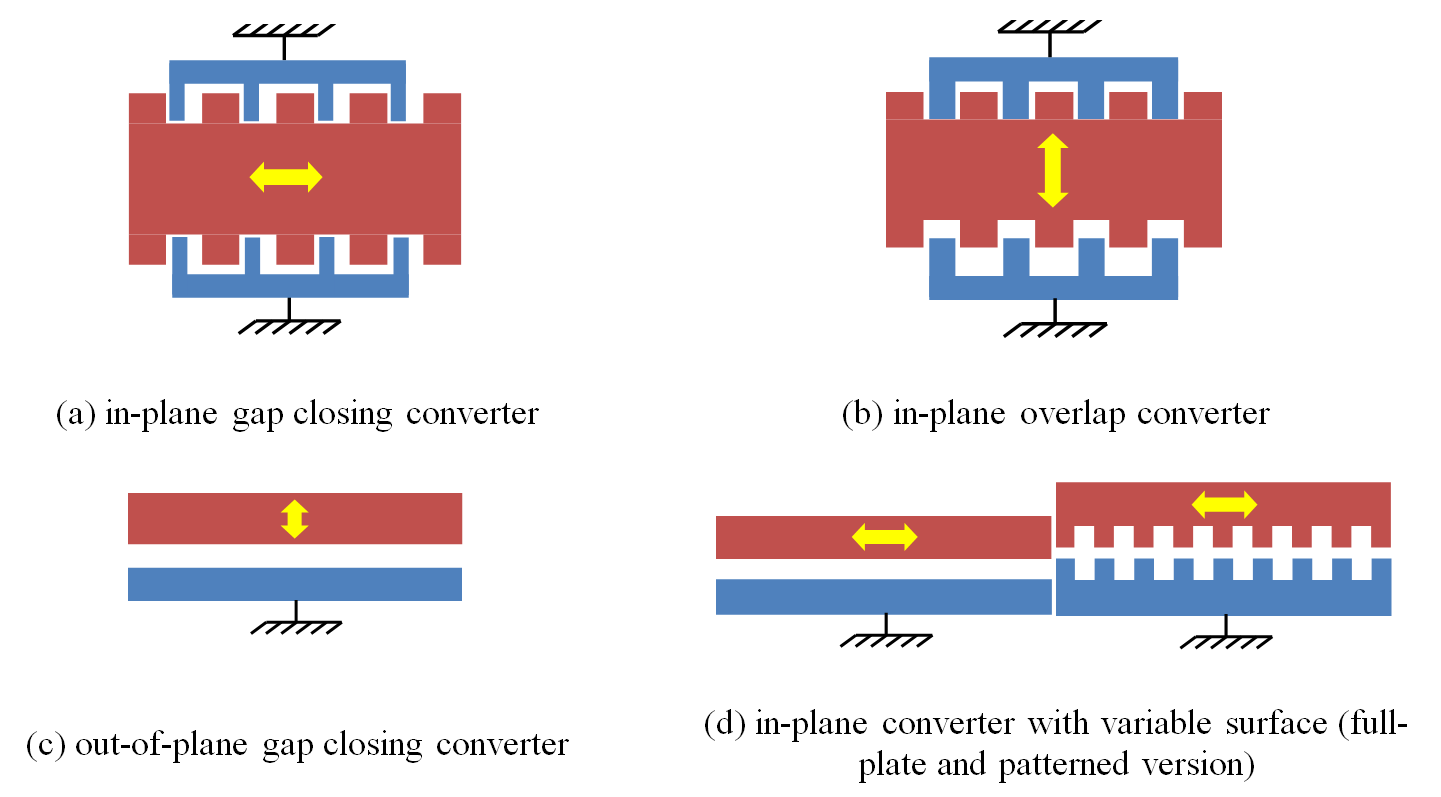 (a) in-plane gap closing converter
(b) in-plane overlap converter
(c) out-of-plane gap closing converter
(d) in-plane converter with variable surface (full-
plate and patterned version)